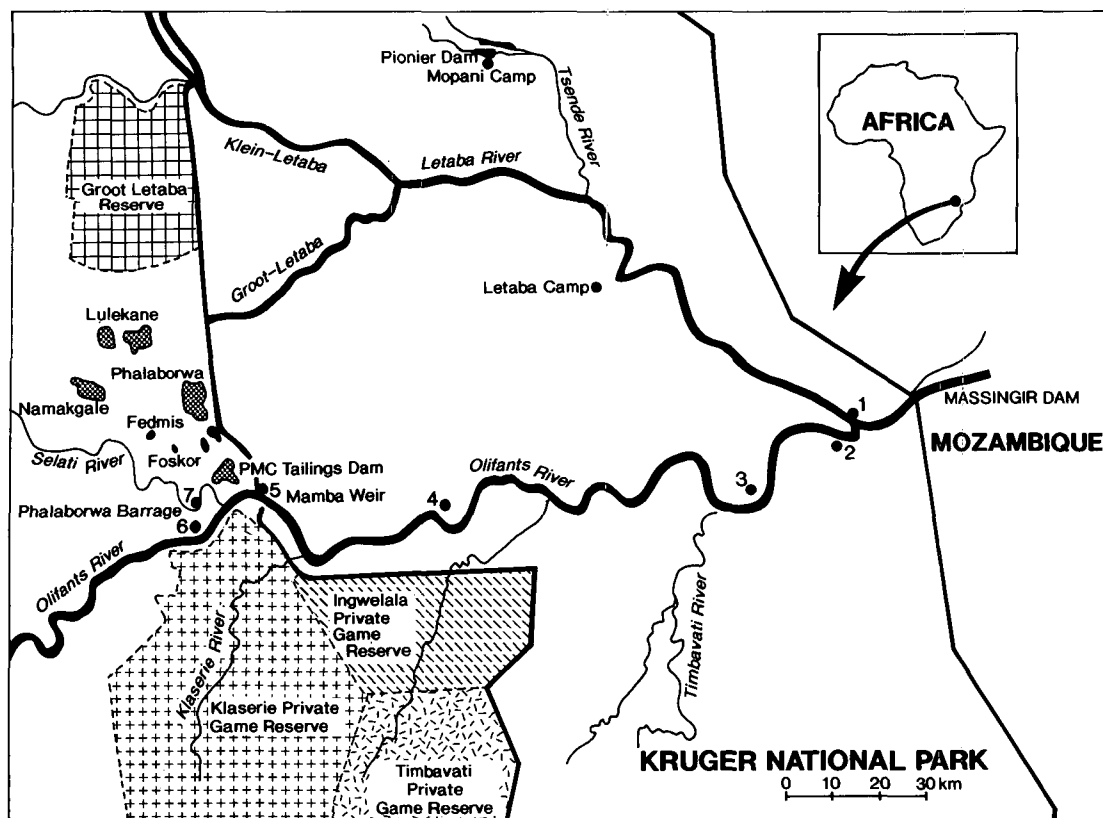 Pionier Dam
Mopani Camp
Tsende River
AFRICA
Klein-Letaba
Letaba River
Groot Letaba
Reserve
Groot-Letaba
Letaba Camp
Lulekane
Phalaborwa
Namakgale
Fedmis
Selati River
Foskor
PMC Tailings Dam
Olifants River
1
MASSINGIR DAM
MOZAMBIQUE
2
3
4
5
Mamba Weir
7
Phalaborwa Barrage
6
Olifants River
Ingwelala
Private
Game
Reserve
Klaserie River
Klaserie Private
Game Reserve
Timbavati River
Timbavati
Private
Game Reserve
KRUGER NATIONAL PARK
0 10 20 30 km